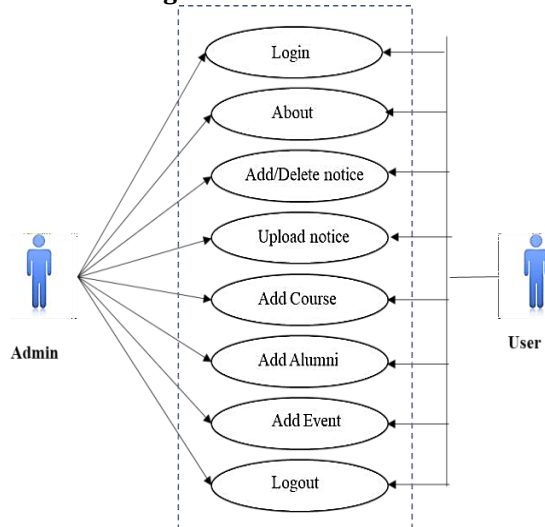 Login
About
Add/Delete notice
Upload notice
Add Course
Add Alumni
Add Event
Logout
Admin
User